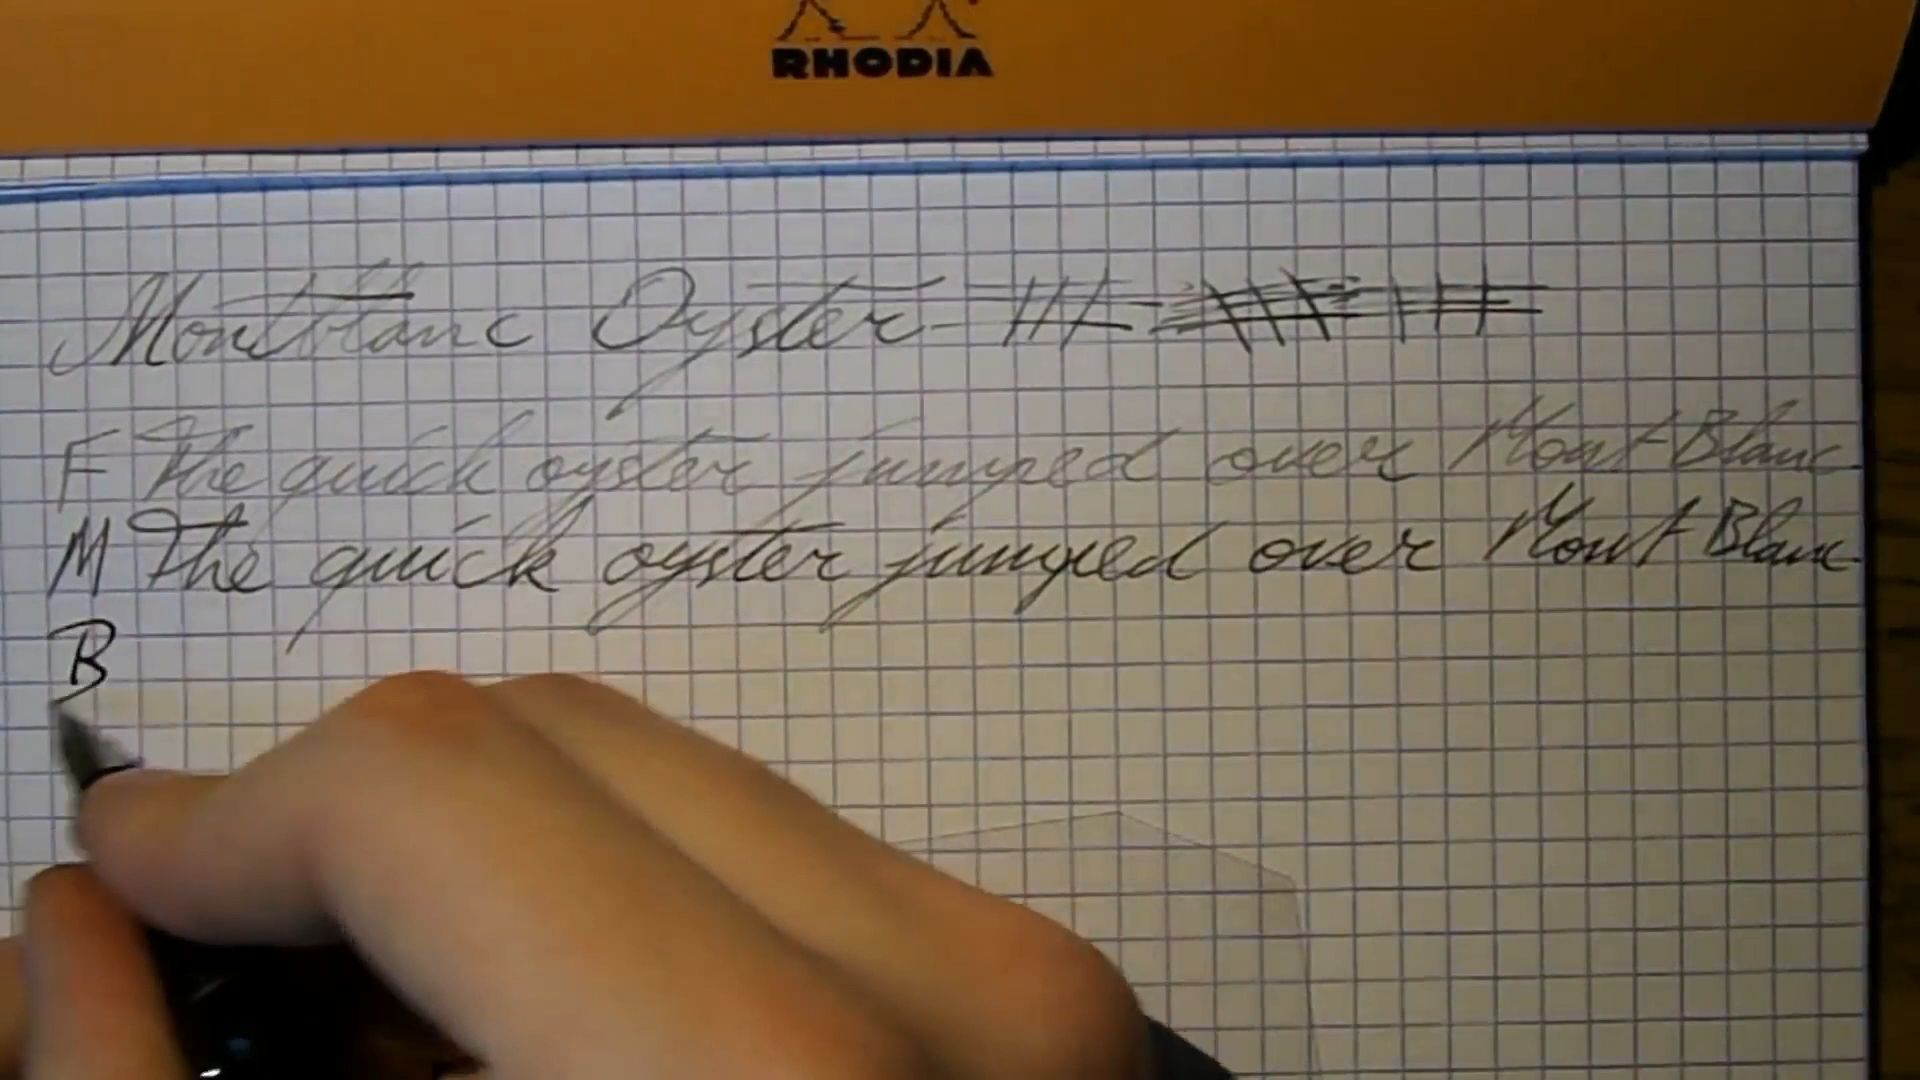 RHODIA
Montblanc Oyster
F The quick oyster jumped over Mont Blanc
M The quick oyster jumped over Mont Blanc
B